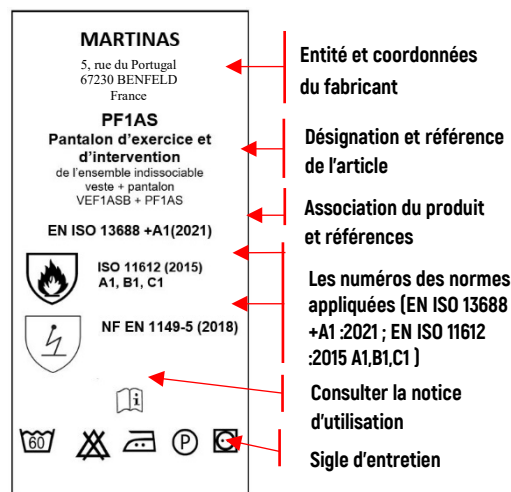 MARTINAS
5, rue du Portugal
67230 BENFELD
France
PF1AS
Pantalon d'exercice et
d'intervention
de l'ensemble indissociable
veste + pantalon
VEF1ASB + PF1AS
EN ISO 13688 +A1(2021)
ISO 11612 (2015)
A1, B1, C1
NF EN 1149-5 (2018)
i
60
P
Entité et coordonnées
du fabricant
Désignation et référence
de l'article
Association du produit
et références
Les numéros des normes
appliquées (EN ISO 13688
+A1 :2021 ; EN ISO 11612
:2015 A1,B1,C1 )
Consulter la notice
d'utilisation
Sigle d'entretien